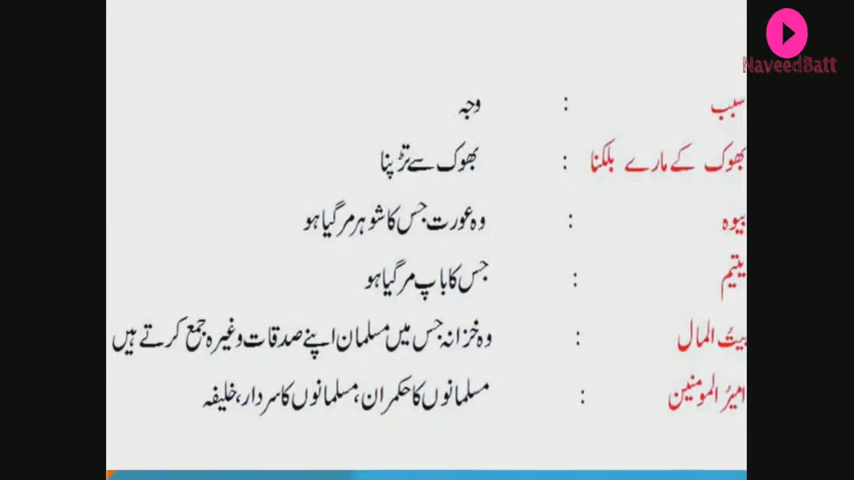 NaveedBatt
سبب : وجہ
بھوک کے مارے بلکنا : بھوک سے تڑپنا
بیوہ : وہ عورت جس کا شوہر مر گیا ہو
یتیم : جس کا باپ مر گیا ہو
بیتُ المال : وہ خزانہ جس میں مسلمان اپنے صدقات وغیرہ جمع کرتے ہیں
امیرُ المومنین : مسلمانوں کا حکمران، مسلمانوں کا سردار، خلیفہ